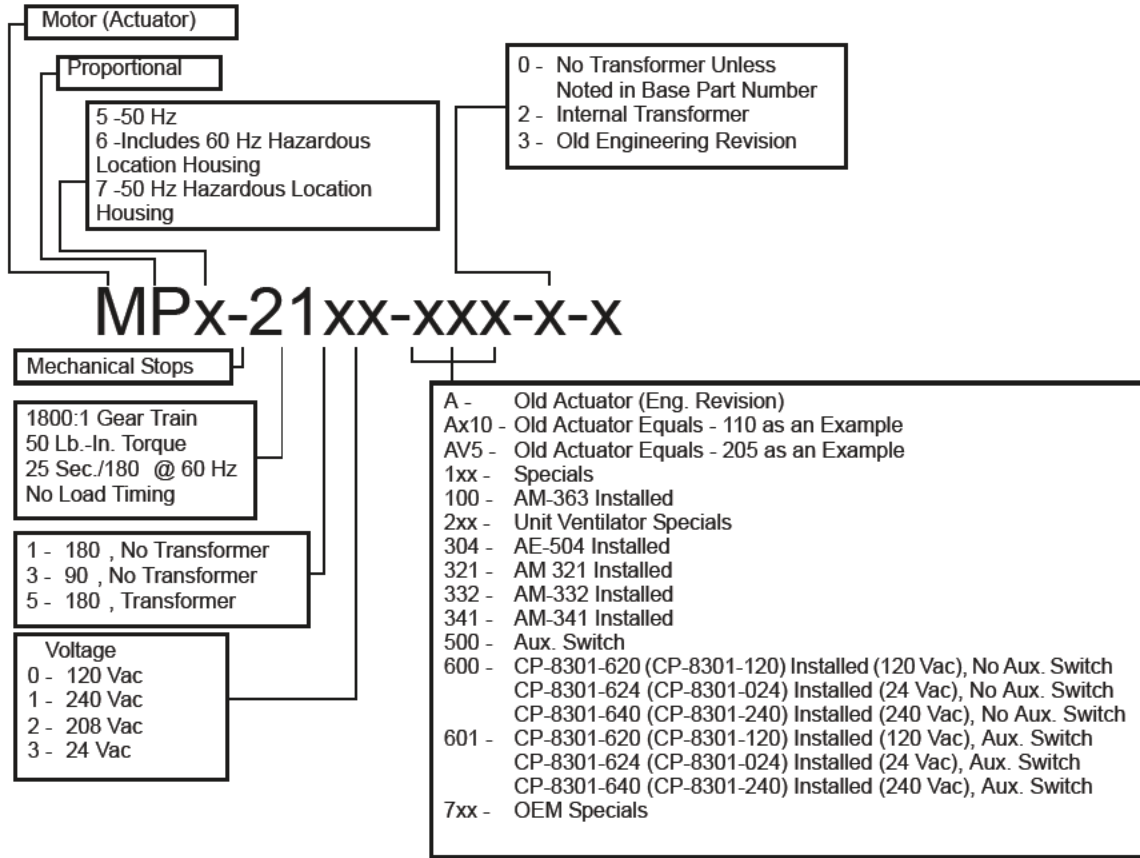 Motor (Actuator)
Proportional
5 -50 Hz
6 -Includes 60 Hz Hazardous
Location Housing
7 -50 Hz Hazardous Location
Housing
0 - No Transformer Unless
Noted in Base Part Number
2 - Internal Transformer
3 - Old Engineering Revision
MPx-21xx-xxx-x-x
Mechanical Stops
1800:1 Gear Train
50 Lb.-In. Torque
25 Sec./180 @ 60 Hz
No Load Timing
1 - 180 , No Transformer
3 - 90 , No Transformer
5 - 180 , Transformer
Voltage
0 - 120 Vac
1 - 240 Vac
2 - 208 Vac
3 - 24 Vac
A - Old Actuator (Eng. Revision)
Ax10 - Old Actuator Equals - 110 as an Example
AV5 - Old Actuator Equals - 205 as an Example
1xx - Specials
100 - AM-363 Installed
2xx - Unit Ventilator Specials
304 - AE-504 Installed
321 - AM 321 Installed
332 - AM-332 Installed
341 - AM-341 Installed
500 - Aux. Switch
600 - CP-8301-620 (CP-8301-120) Installed (120 Vac), No Aux. Switch
CP-8301-624 (CP-8301-024) Installed (24 Vac), No Aux. Switch
CP-8301-640 (CP-8301-240) Installed (240 Vac), No Aux. Switch
601 - CP-8301-620 (CP-8301-120) Installed (120 Vac), Aux. Switch
CP-8301-624 (CP-8301-024) Installed (24 Vac), Aux. Switch
CP-8301-640 (CP-8301-240) Installed (240 Vac), Aux. Switch
7xx - OEM Specials